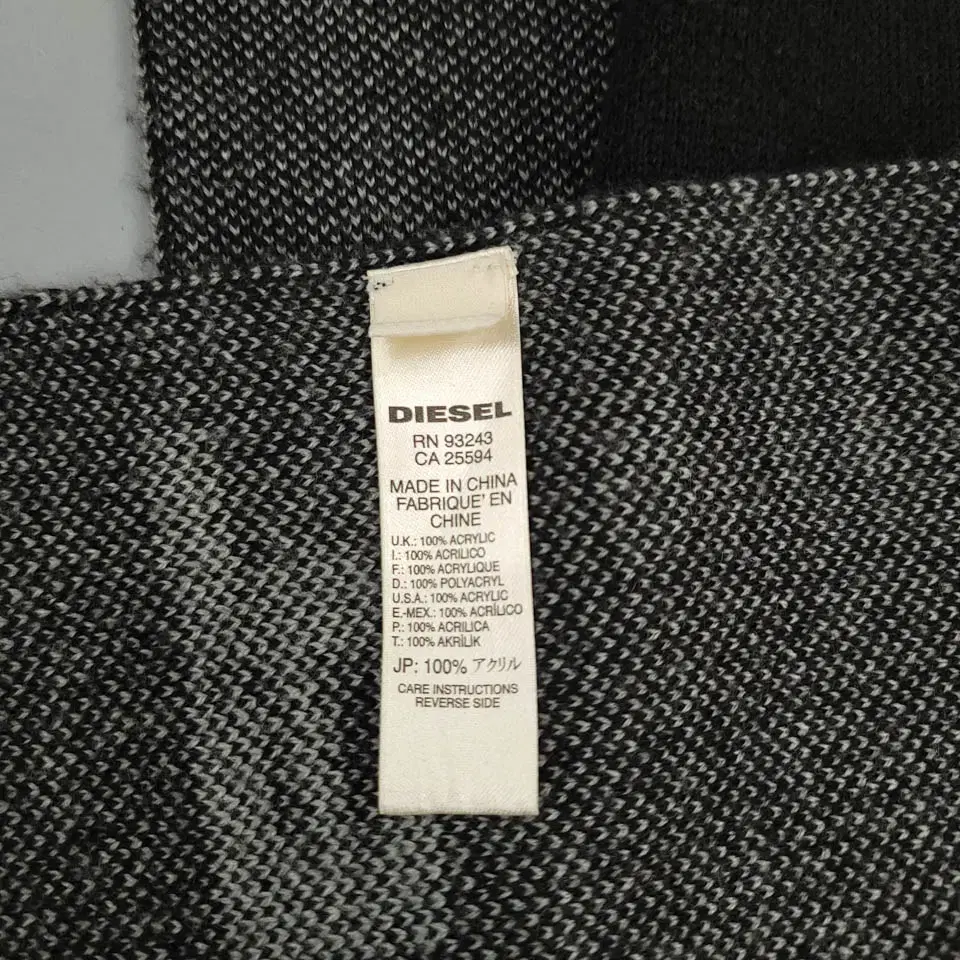 DIESEL
RN 93243
CA 25594
MADE IN CHINA
FABRIQUE' EN
CHINE
U.K.: 100% ACRYLIC
I.: 100% ACRILICO
F.: 100% ACRYLIQUE
D.: 100% POLYACRYL
U.S.A.: 100% ACRYLIC
E.-MEX.: 100% ACRÍLICO
P.: 100% ACRILICA
T.: 100% AKRİLİK
JP: 100% アクリル
CARE INSTRUCTIONS
REVERSE SIDE